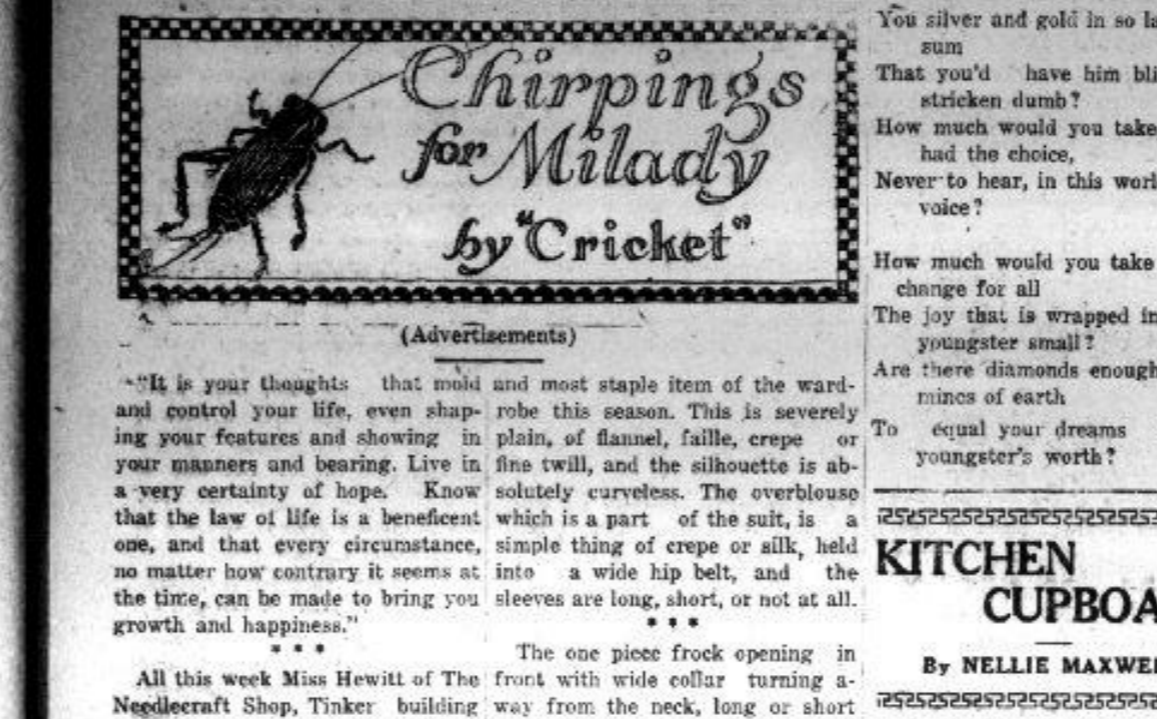 Chirpings
for Milady
by "Cricket"
(Advertisements)
"It is your thoughts that mold
and control your life, even shap-
ing your features and showing in
your manners and bearing. Live in
a very certainty of hope. Know
that the law of life is a beneficent
one, and that every circumstance,
no matter how contrary it seems at
the time, can be made to bring you
growth and happiness."
* * *
All this week Miss Hewitt of The
Needlecraft Shop, Tinker building
and most staple item of the ward-
robe this season. This is severely
plain, of flannel, faille, crepe or
fine twill, and the silhouette is ab-
solutely curveless. The overblouse
which is a part of the suit, is a
simple thing of crepe or silk, held
into a wide hip belt, and the
sleeves are long, short, or not at all.
* * *
The one piece frock opening in
front with wide collar turning a-
way from the neck, long or short
You silver and gold in so
sum
That you'd have him
stricken dumb?
How much would you take
had the choice,
Never to hear, in this
voice?
How much would you take
change for all
The joy that is wrapped
youngster small?
Are there diamonds enough
mines of earth
To equal your dreams
youngster's worth?
KITCHEN
CUPBOA
By NELLIE MAXWE